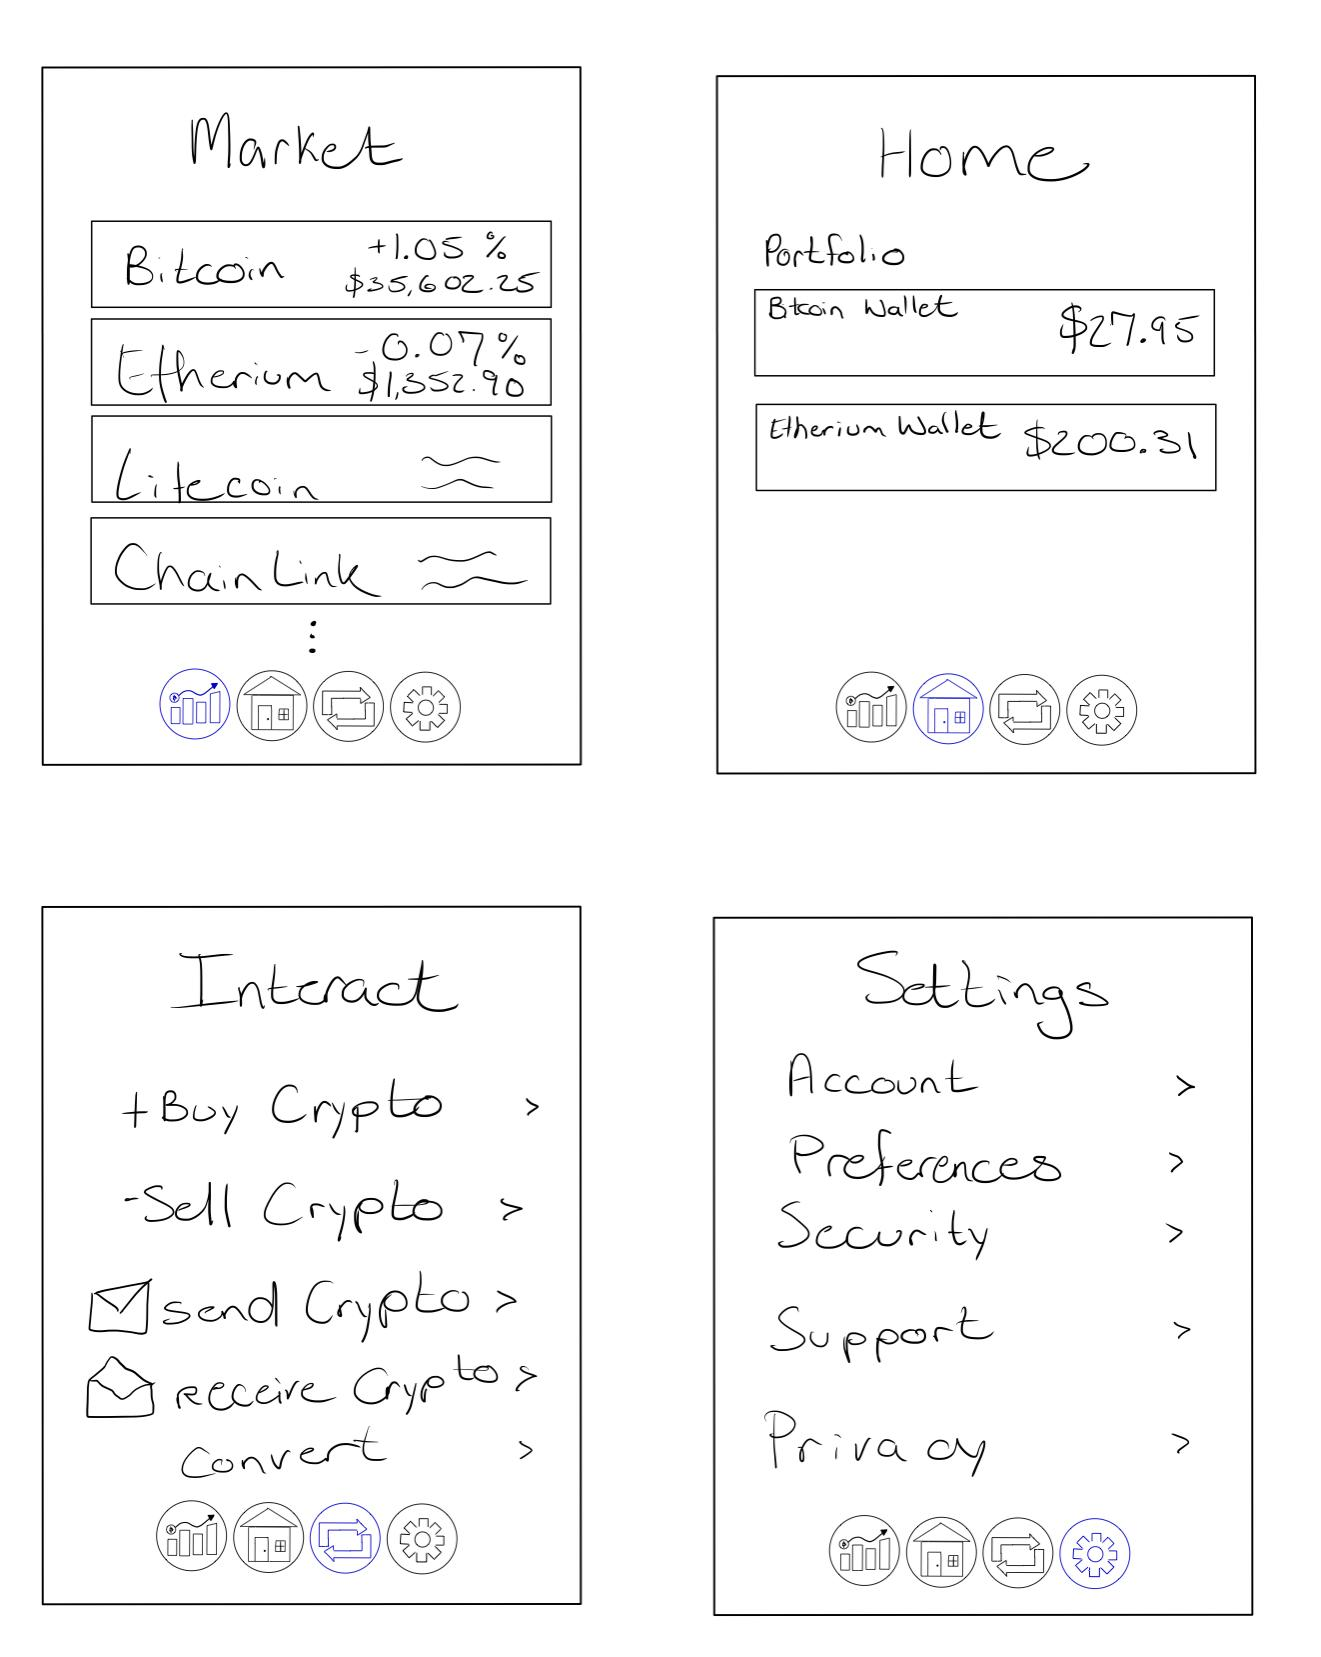 Market
Bitcoin
+1.05 %
$35,602.25
Etherium
-0.07%
$1,352.90
Litecoin
ChainLink
Home
Portfolio
Btcoin Wallet
$27.95
Etherium Wallet
$200.31
Interact
+Buy Crypto >
-Sell Crypto >
send Crypto >
receive Crypto >
convert >
Settings
Account >
Preferences >
Security >
Support >
Privacy >